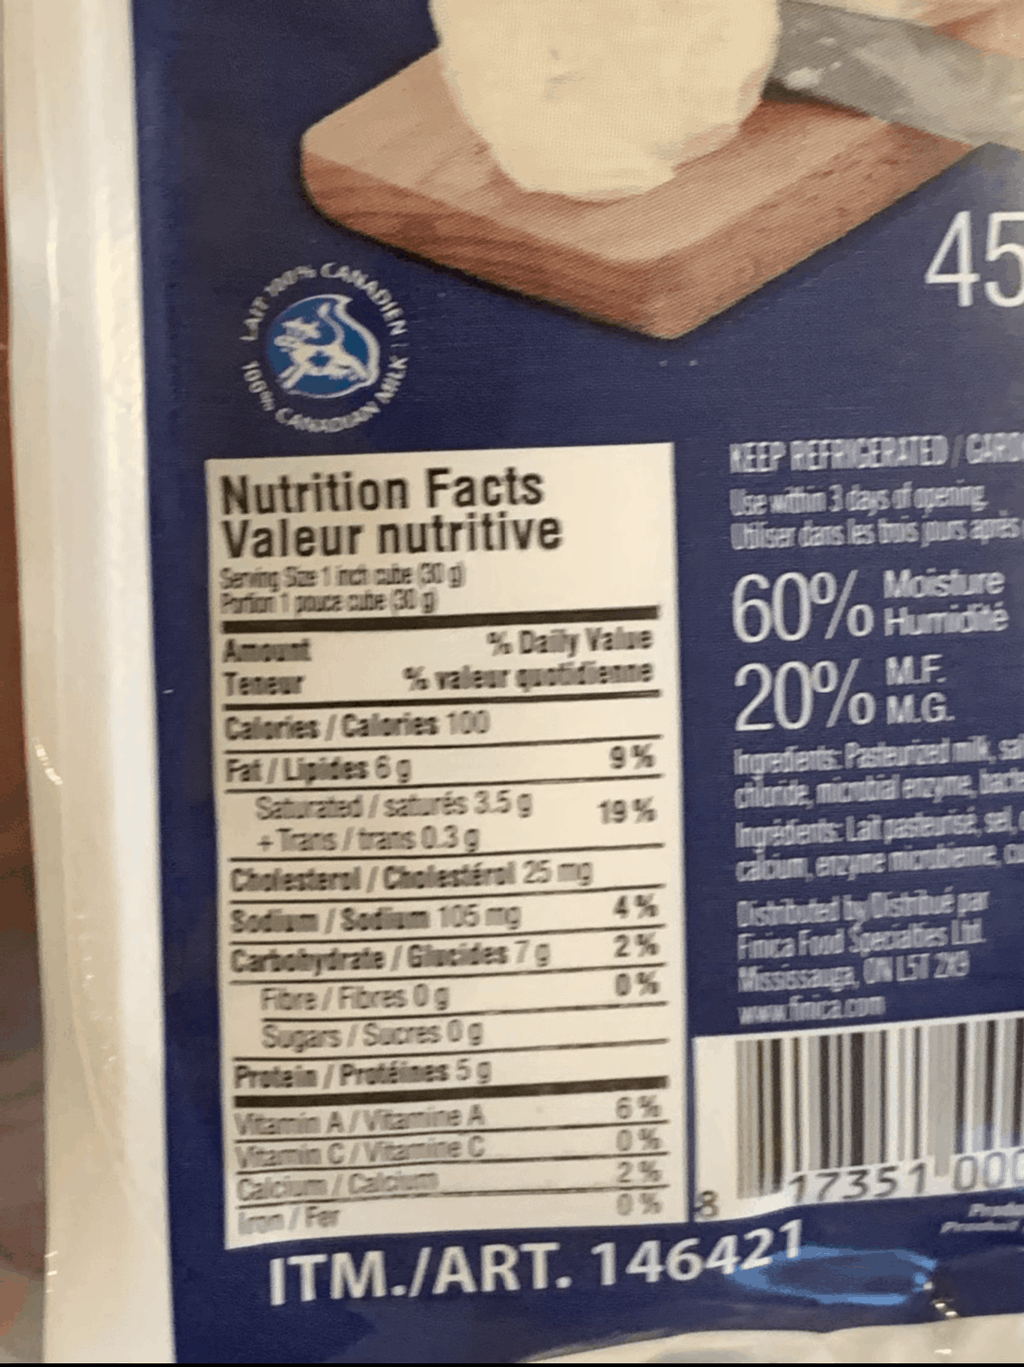 LAIT 100% CANADIEN
100% CANADIAN MILK
45
Nutrition Facts
Valeur nutritive
Serving Size 1 inch cube (30 g)
Portion 1 pouce cube (30 g)
Amount % Daily Value
Teneur % valeur quotidienne
Calories / Calories 100
Fat / Lipides 6 g 9 %
Saturated / saturés 3.5 g 19 %
+ Trans / trans 0.3 g
Cholesterol / Cholestérol 25 mg
Sodium / Sodium 105 mg 4 %
Carbohydrate / Glucides 7 g 2 %
Fibre / Fibres 0 g 0 %
Sugars / Sucres 0 g
Protein / Protéines 5 g
Vitamin A / Vitamine A 6 %
Vitamin C / Vitamine C 0 %
Calcium / Calcium 2 %
Iron / Fer 0 %
KEEP REFRIGERATED / GARD
Use within 3 days of opening.
Utiliser dans les trois jours après
60% Moisture
Humidité
20% M.F.
M.G.
Ingredients: Pasteurized milk,
chloride, microbial enzyme,
Ingrédients: Lait pasteurisé, sel,
calcium, enzyme microbienne,
Distributed by/Distribué par
Finica Food Specialties Ltd.
Mississauga, ON L5T 2X9
www.finica.com
8 17351 000
ITM./ART. 146421